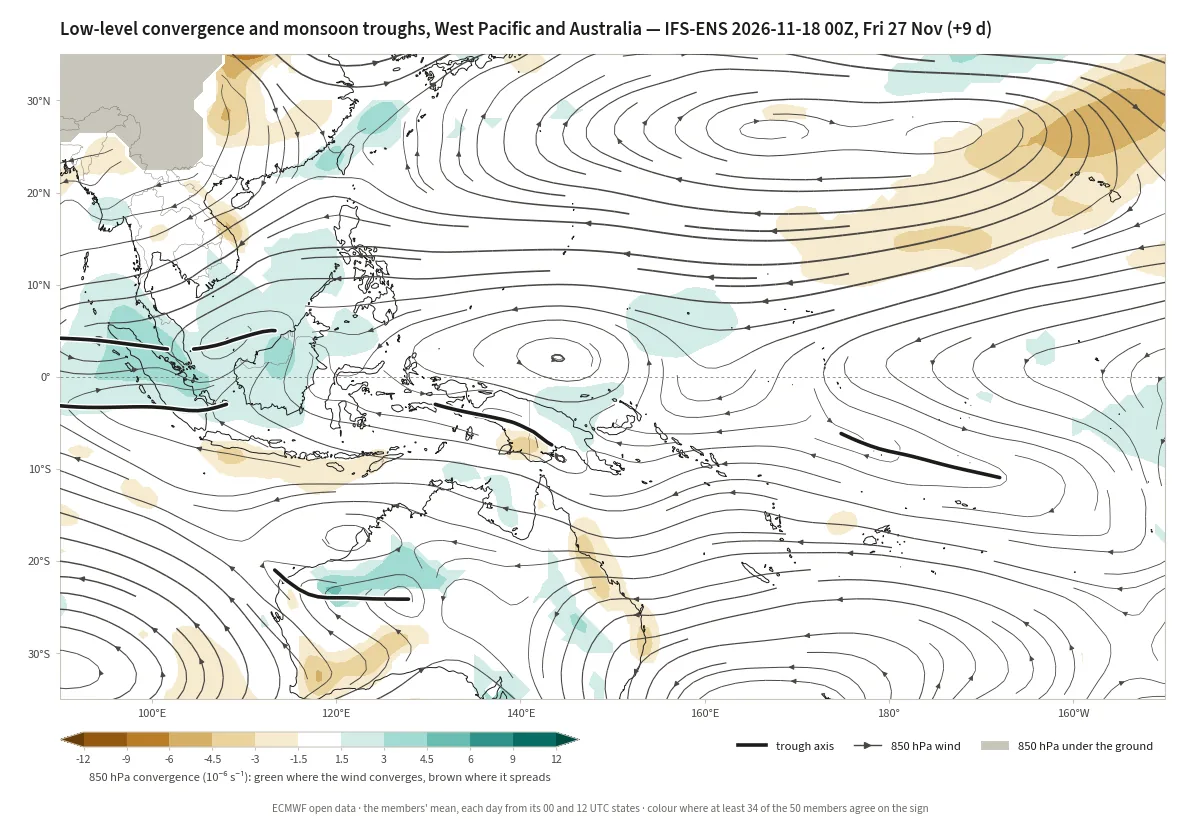 Low-level convergence and monsoon troughs, West Pacific and Australia — IFS-ENS 2026-11-18 00Z, Fri 27 Nov (+9 d)
30°N
20°N
10°N
0°
10°S
20°S
30°S
100°E 120°E 140°E 160°E 180° 160°W
-12 -9 -6 -4.5 -3 -1.5 1.5 3 4.5 6 9 12
850 hPa convergence (10⁻⁶ s⁻¹): green where the wind converges, brown where it spreads
trough axis 850 hPa wind 850 hPa under the ground
ECMWF open data · the members' mean, each day from its 00 and 12 UTC states · colour where at least 34 of the 50 members agree on the sign